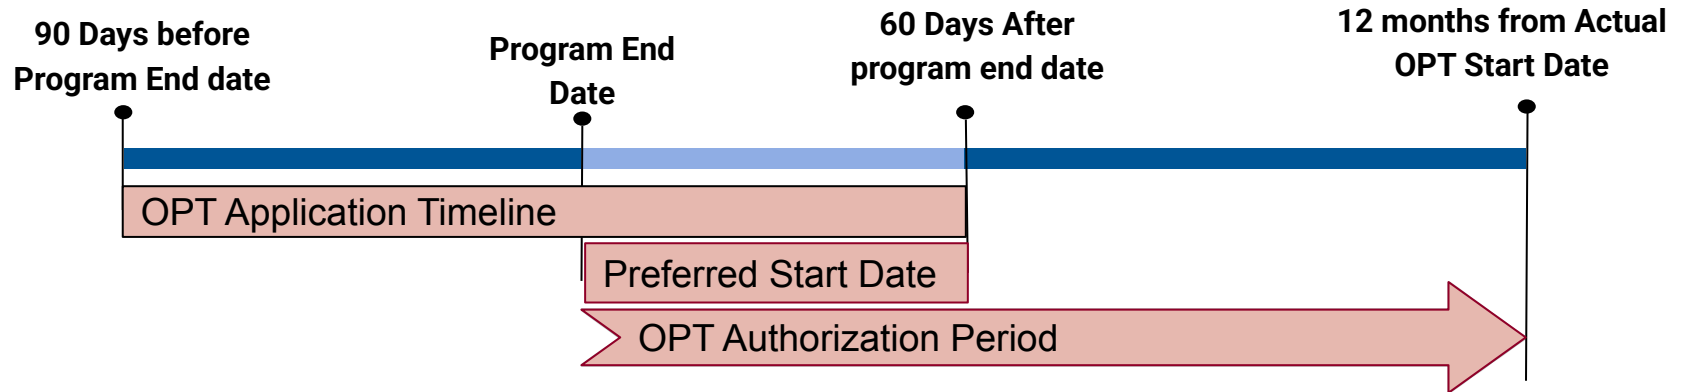 90 Days before
Program End date
Program End
Date
60 Days After
program end date
12 months from Actual
OPT Start Date
OPT Application Timeline
Preferred Start Date
OPT Authorization Period